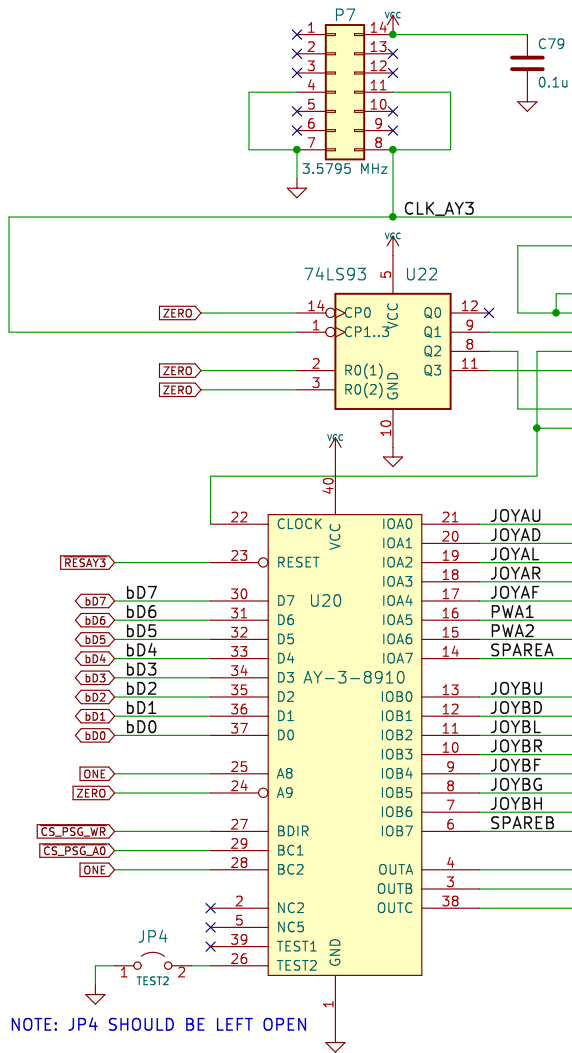 P7
VCC
1 14
2 13
3 12
4 11
5 10
6 9
7 8
C79
0.1u
3.5795 MHz
CLK_AY3
VCC
74LS93 U22
5
ZERO 14 CP0 VCC Q0 12
1 CP1..3 Q1 9
Q2 8
ZERO 2 R0(1) Q3 11
ZERO 3 R0(2) GND
10
VCC
40
22 CLOCK VCC IOA0 21 JOYAU
IOA1 20 JOYAD
RESAY3 23 RESET IOA2 19 JOYAL
IOA3 18 JOYAR
bD7 bD7 30 D7 U20 IOA4 17 JOYAF
bD6 bD6 31 D6 IOA5 16 PWA1
bD5 bD5 32 D5 IOA6 15 PWA2
bD4 bD4 33 D4 IOA7 14 SPAREA
bD3 bD3 34 D3 AY-3-8910
bD2 bD2 35 D2 IOB0 13 JOYBU
bD1 bD1 36 D1 IOB1 12 JOYBD
bD0 bD0 37 D0 IOB2 11 JOYBL
IOB3 10 JOYBR
ONE 25 A8 IOB4 9 JOYBF
ZERO 24 A9 IOB5 8 JOYBG
IOB6 7 JOYBH
CS_PSG_WR 27 BDIR IOB7 6 SPAREB
CS_PSG_A0 29 BC1
ONE 28 BC2 OUTA 4
OUTB 3
2 NC2 OUTC 38
5 NC5
39 TEST1 GND
JP4
1 2 26 TEST2
TEST2
1
NOTE: JP4 SHOULD BE LEFT OPEN